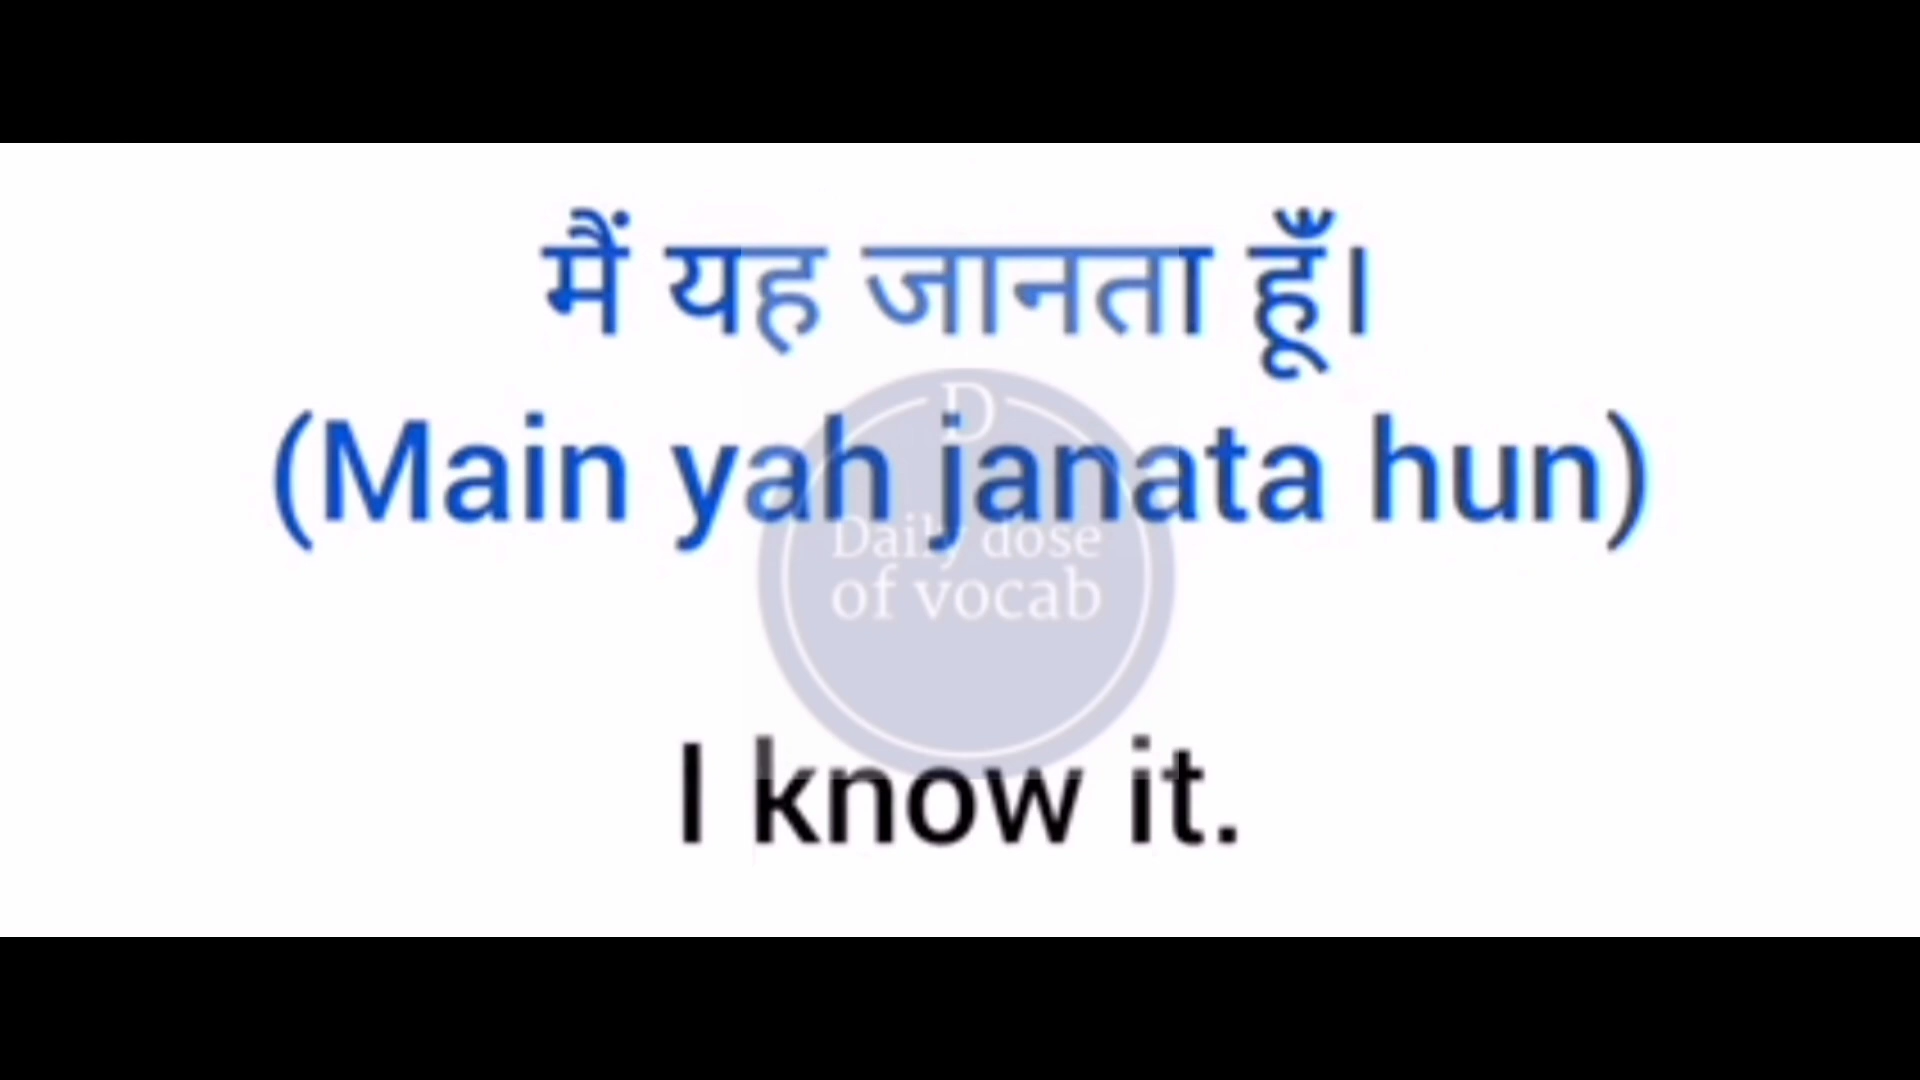 मैं यह जानता हूँ।
(Main yah janata hun)
D
Daily dose
of vocab
I know it.